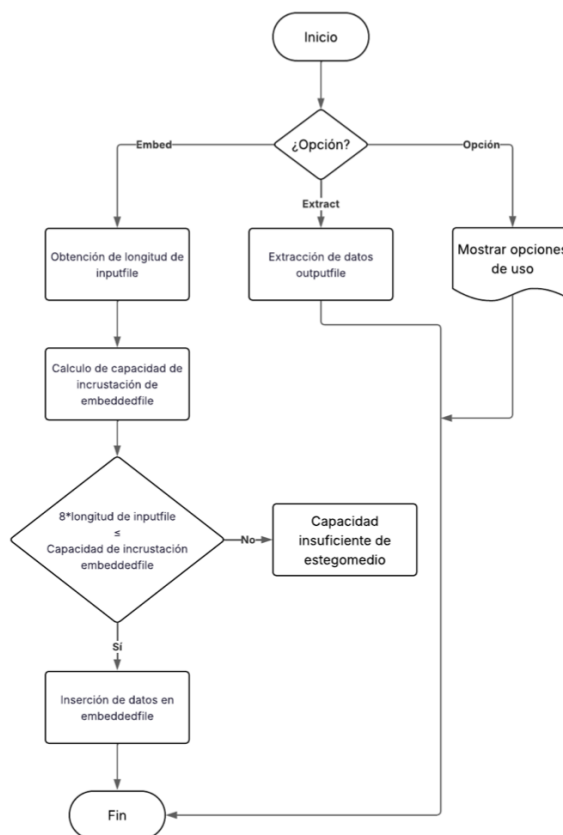 Inicio
¿Opción?
Embed
Opción
Extract
Obtención de longitud de
inputfile
Extracción de datos
outputfile
Mostrar opciones
de uso
Calculo de capacidad de
incrustación de
embeddedfile
8*longitud de inputfile
≤
Capacidad de incrustación
embeddedfile
No
Capacidad
insuficiente de
estegomedio
Sí
Inserción de datos en
embeddedfile
Fin